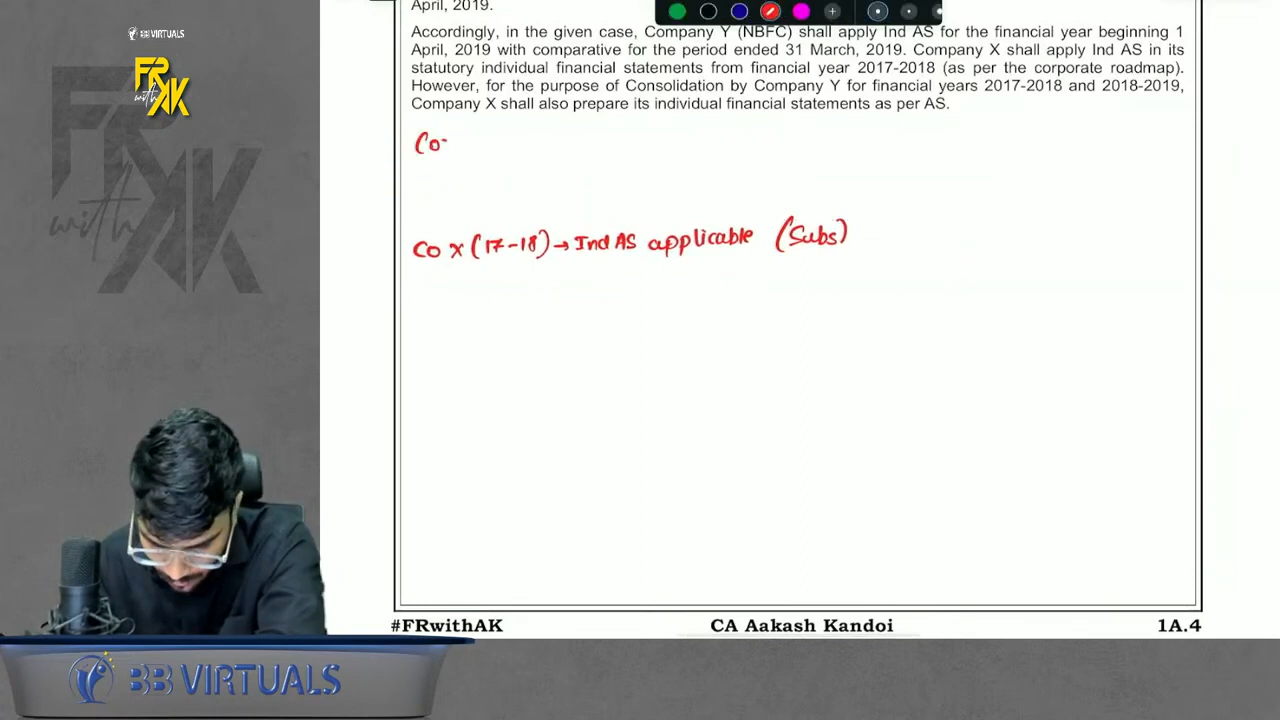 BB VIRTUALS
FR
with
AK
FR
with
AK
April, 2019.
Accordingly, in the given case, Company Y (NBFC) shall apply Ind AS for the financial year beginning 1
April, 2019 with comparative for the period ended 31 March, 2019. Company X shall apply Ind AS in its
statutory individual financial statements from financial year 2017-2018 (as per the corporate roadmap).
However, for the purpose of Consolidation by Company Y for financial years 2017-2018 and 2018-2019,
Company X shall also prepare its individual financial statements as per AS.
Co
Co X (17-18) → Ind AS applicable (Subs)
#FRwithAK CA Aakash Kandoi 1A.4
BB VIRTUALS